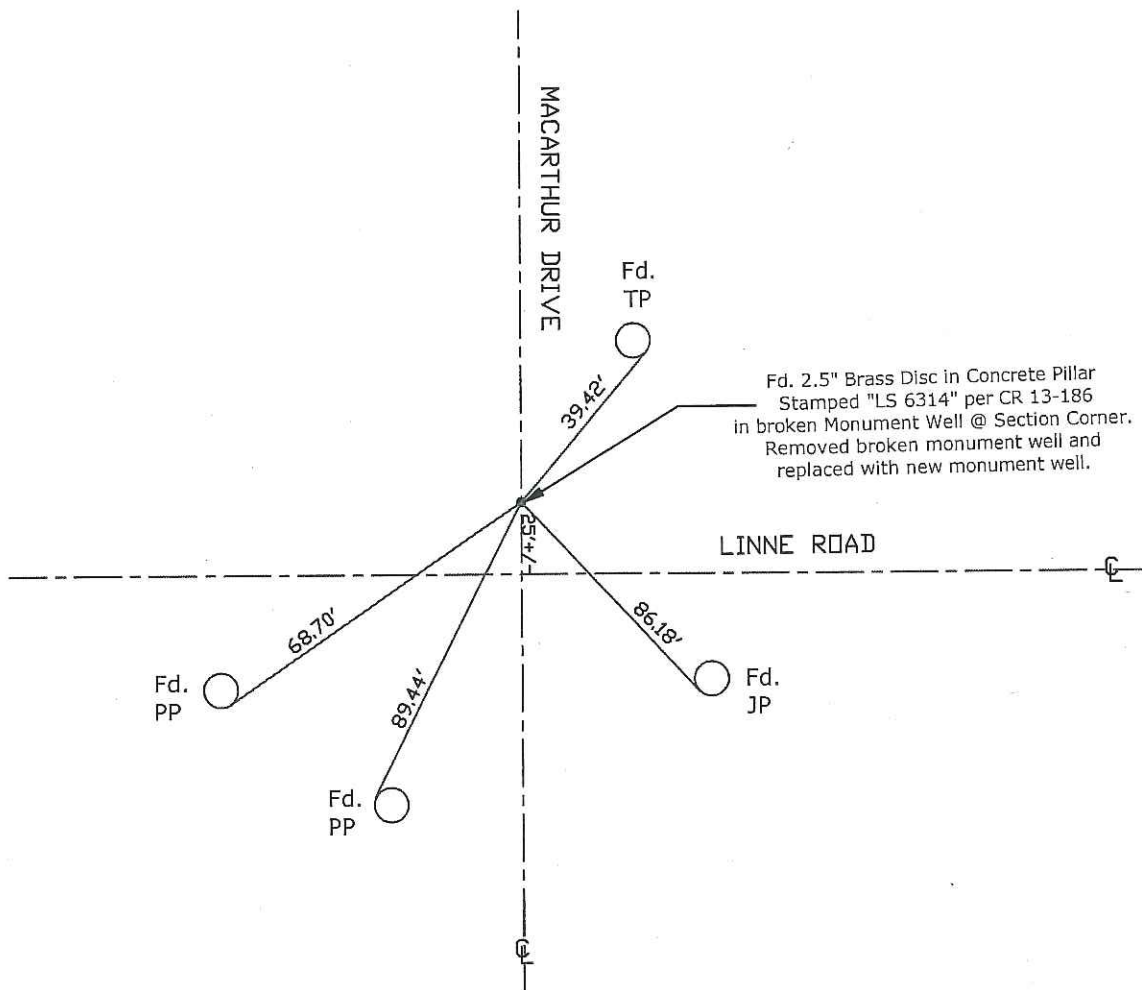 MACARTHUR DRIVE
Fd.
TP
39.42'
Fd. 2.5" Brass Disc in Concrete Pillar
Stamped "LS 6314" per CR 13-186
in broken Monument Well @ Section Corner.
Removed broken monument well and
replaced with new monument well.
25'+/-
LINNE ROAD
℄
68.70'
86.18'
Fd.
PP
89.44'
Fd.
JP
Fd.
PP
℄